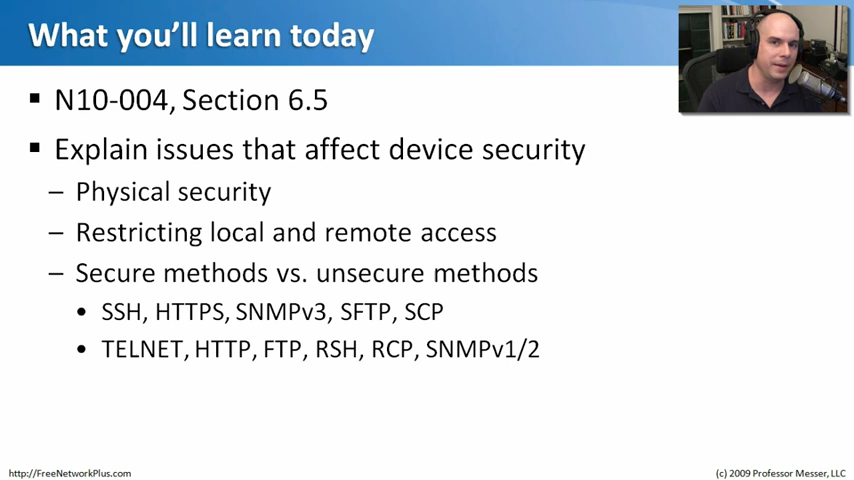 What you'll learn today
▪ N10-004, Section 6.5
▪ Explain issues that affect device security
– Physical security
– Restricting local and remote access
– Secure methods vs. unsecure methods
• SSH, HTTPS, SNMPv3, SFTP, SCP
• TELNET, HTTP, FTP, RSH, RCP, SNMPv1/2
http://FreeNetworkPlus.com
(c) 2009 Professor Messer, LLC